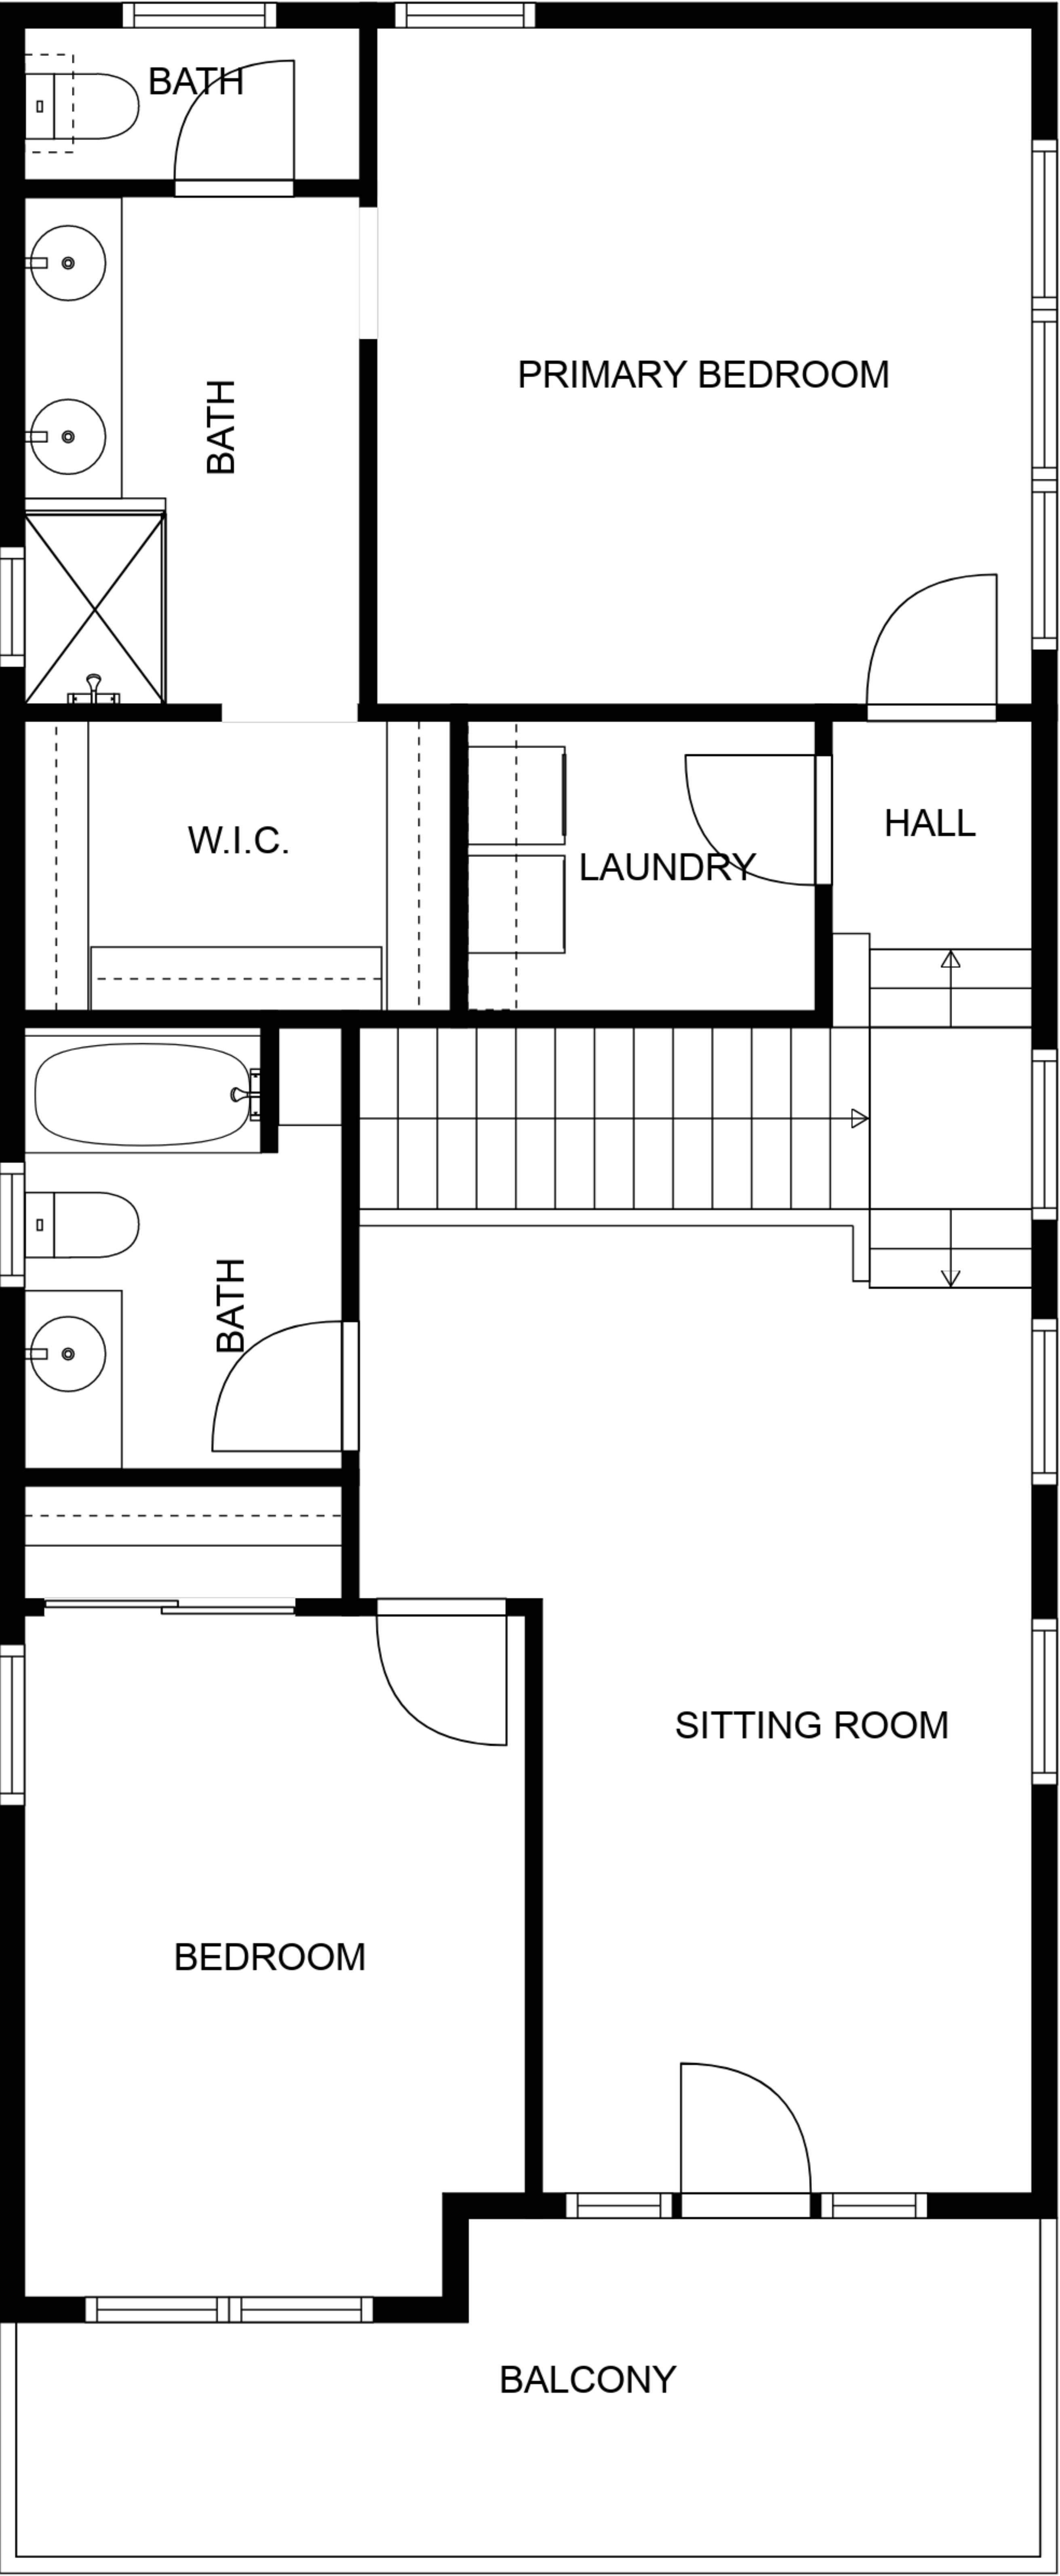 BATH
PRIMARY BEDROOM
BATH
HALL
W.I.C.
LAUNDRY
BATH
SITTING ROOM
BEDROOM
BALCONY